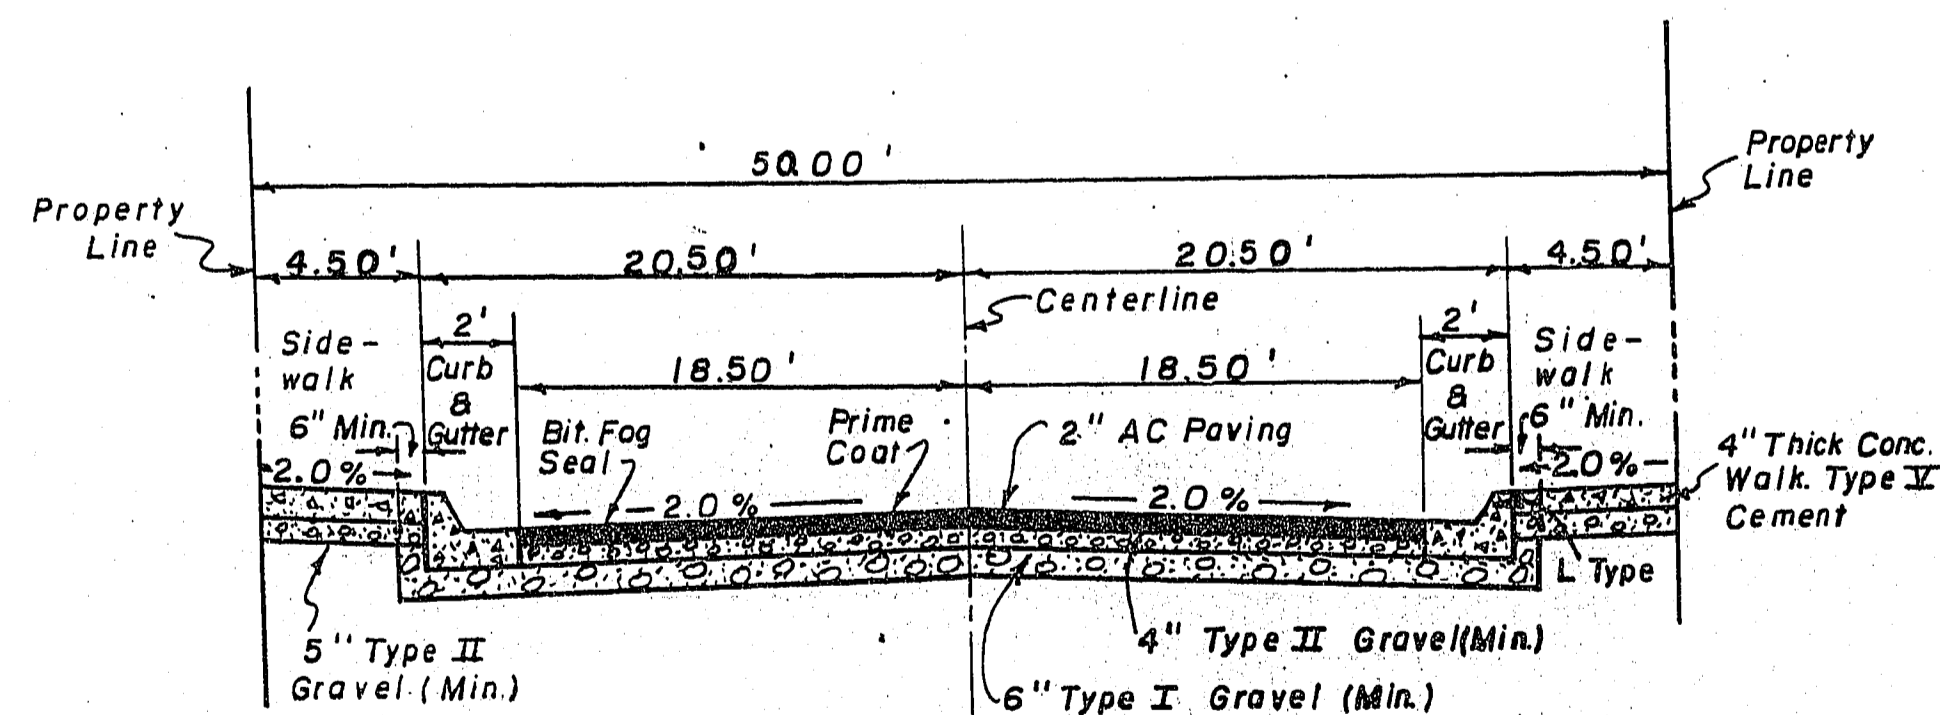 50.00'
Property
Line
Property
Line
4.50'
20.50'
20.50'
4.50'
Centerline
2'
2'
Side-
walk
Curb
&
Gutter
18.50'
18.50'
Curb
&
Gutter
Side-
walk
6" Min.
6" Min.
Bit. Fog
Seal
Prime
Coat
2" AC Paving
4" Thick Conc.
Walk. Type V
Cement
2.0%
2.0%
2.0%
2.0%
L Type
5" Type II
Gravel (Min.)
4" Type II Gravel (Min.)
6" Type I Gravel (Min.)